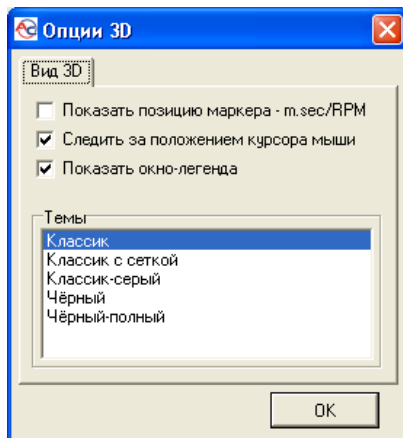 Опции 3D
Вид 3D
Показать позицию маркера - m.sec/RPM
Следить за положением курсора мыши
Показать окно-легенда
Темы
Классик
Классик с сеткой
Классик-серый
Чёрный
Чёрный-полный
OK